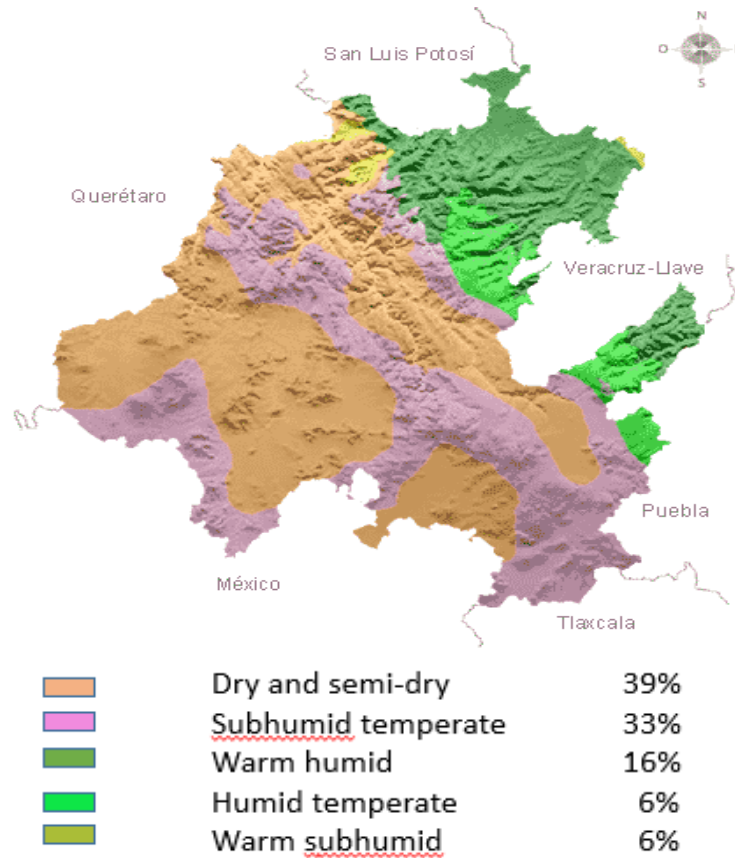 N
San Luis Potosí
O
S
Querétaro
Veracruz-Llave
Puebla
México
Tlaxcala
Dry and semi-dry 39%
Subhumid temperate 33%
Warm humid 16%
Humid temperate 6%
Warm subhumid 6%